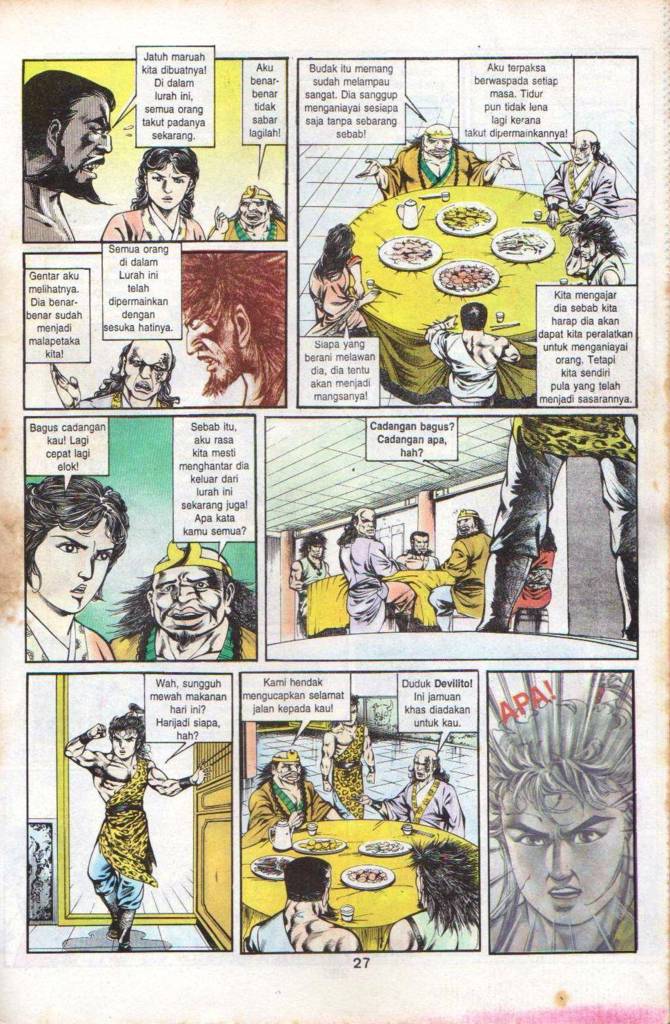 Jatuh maruah
kita dibuatnya!
Di dalam
lurah ini,
semua orang
takut padanya
sekarang.
Aku
benar-
benar
tidak
sabar
lagilah!
Budak itu memang
sudah melampau
sangat. Dia sanggup
menganiayai sesiapa
saja tanpa sebarang
sebab!
Aku terpaksa
berwaspada setiap
masa. Tidur
pun tidak lena
lagi kerana
takut dipermainkannya!
Gentar aku
melihatnya.
Dia benar-
benar sudah
menjadi
malapetaka
kita!
Semua orang
di dalam
Lurah ini
telah
dipermainkan
dengan
sesuka hatinya.
Siapa yang
berani melawan
dia, dia tentu
akan menjadi
mangsanya!
Kita mengajar
dia sebab kita
harap dia akan
dapat kita peralatkan
untuk menganiayai
orang. Tetapi
kita sendiri
pula yang telah
menjadi sasarannya.
Bagus cadangan
kau! Lagi
cepat lagi
elok!
Sebab itu,
aku rasa
kita mesti
menghantar dia
keluar dari
lurah ini
sekarang juga!
Apa kata
kamu semua?
Cadangan bagus?
Cadangan apa,
hah?
Wah, sungguh
mewah makanan
hari ini?
Harijadi siapa,
hah?
Kami hendak
mengucapkan selamat
jalan kepada kau!
Duduk Devilito!
Ini jamuan
khas diadakan
untuk kau.
APA!
27